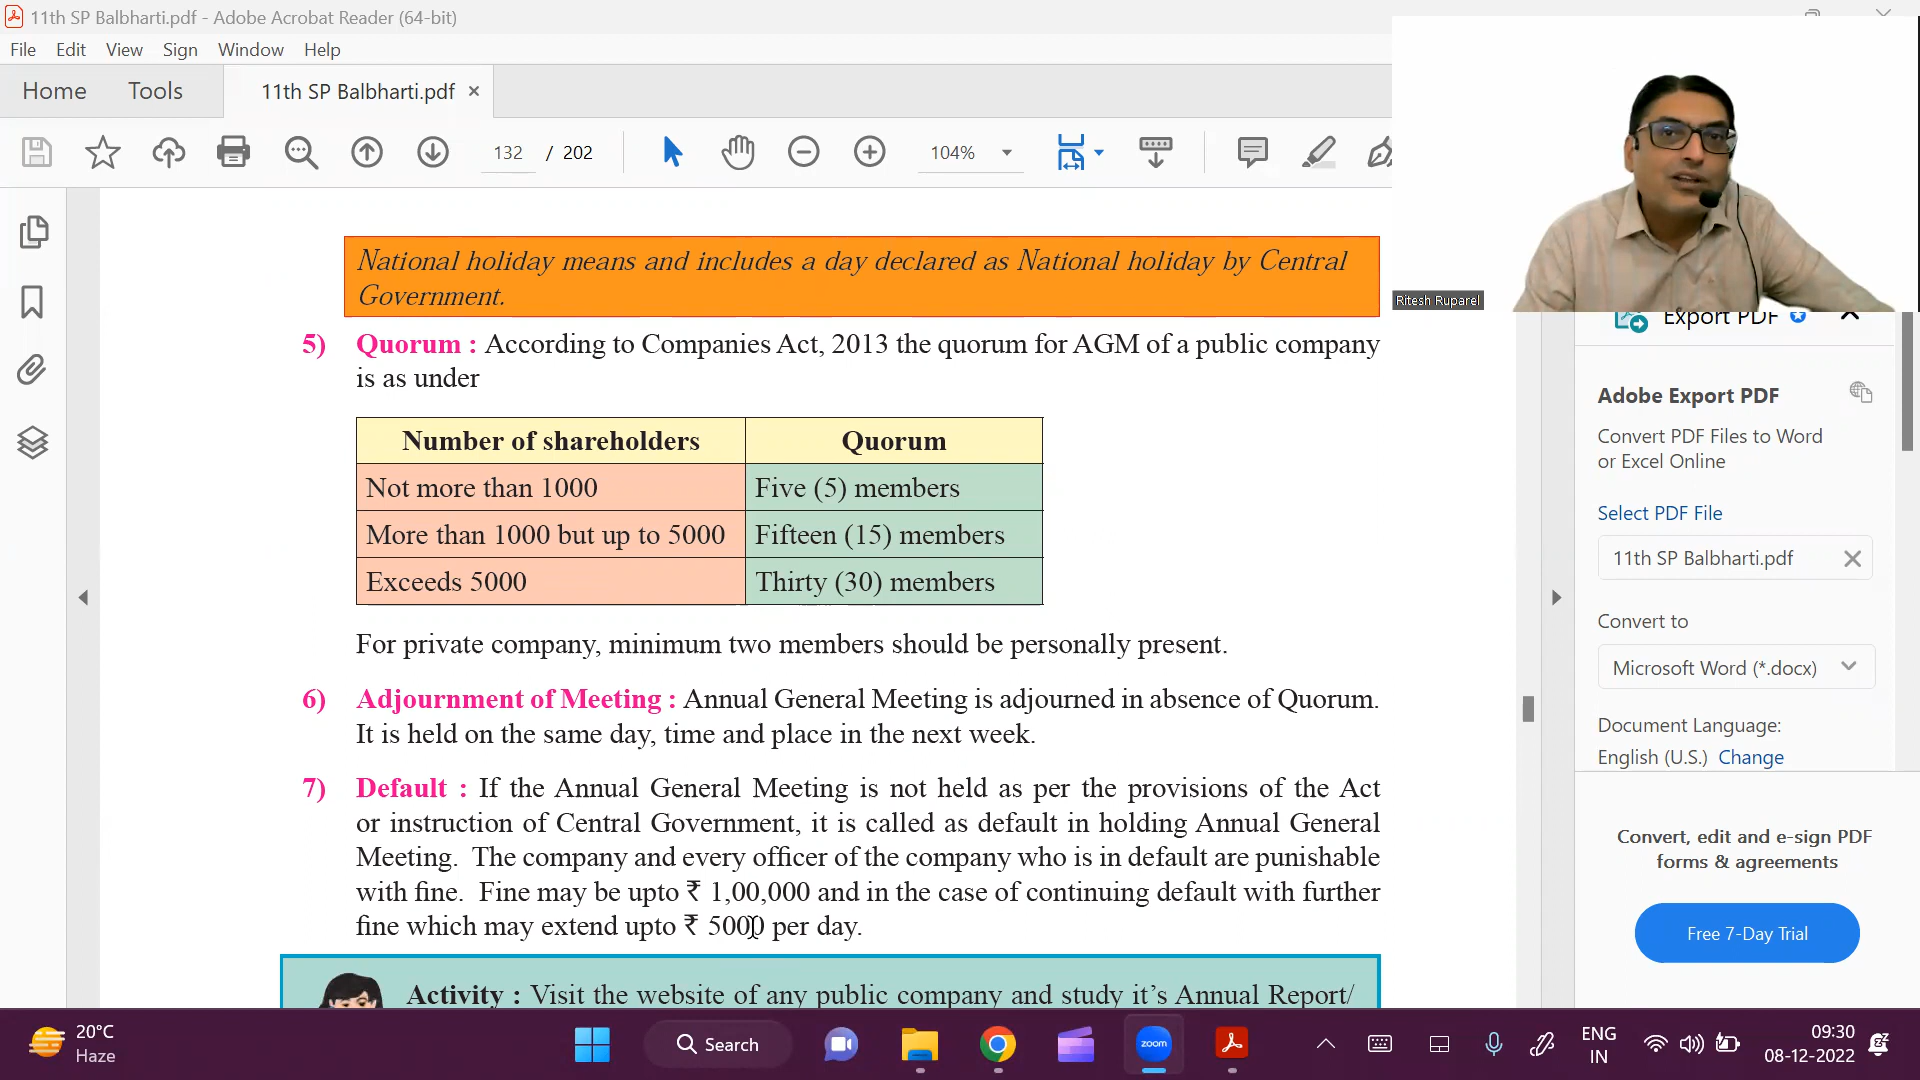 11th SP Balbharti.pdf - Adobe Acrobat Reader (64-bit)
File Edit View Sign Window Help
Home Tools 11th SP Balbharti.pdf ×
132 / 202 104%
National holiday means and includes a day declared as National holiday by Central
Government.
5) Quorum : According to Companies Act, 2013 the quorum for AGM of a public company
is as under
Number of shareholders Quorum
Not more than 1000 Five (5) members
More than 1000 but up to 5000 Fifteen (15) members
Exceeds 5000 Thirty (30) members
For private company, minimum two members should be personally present.
6) Adjournment of Meeting : Annual General Meeting is adjourned in absence of Quorum.
It is held on the same day, time and place in the next week.
7) Default : If the Annual General Meeting is not held as per the provisions of the Act
or instruction of Central Government, it is called as default in holding Annual General
Meeting. The company and every officer of the company who is in default are punishable
with fine. Fine may be upto ₹ 1,00,000 and in the case of continuing default with further
fine which may extend upto ₹ 5000 per day.
Activity : Visit the website of any public company and study it's Annual Report/
Ritesh Ruparel
Export PDF
Adobe Export PDF
Convert PDF Files to Word
or Excel Online
Select PDF File
11th SP Balbharti.pdf
Convert to
Microsoft Word (*.docx)
Document Language:
English (U.S.) Change
Convert, edit and e-sign PDF
forms & agreements
Free 7-Day Trial
20°C
Haze
Search
zoom
ENG
IN
09:30
08-12-2022